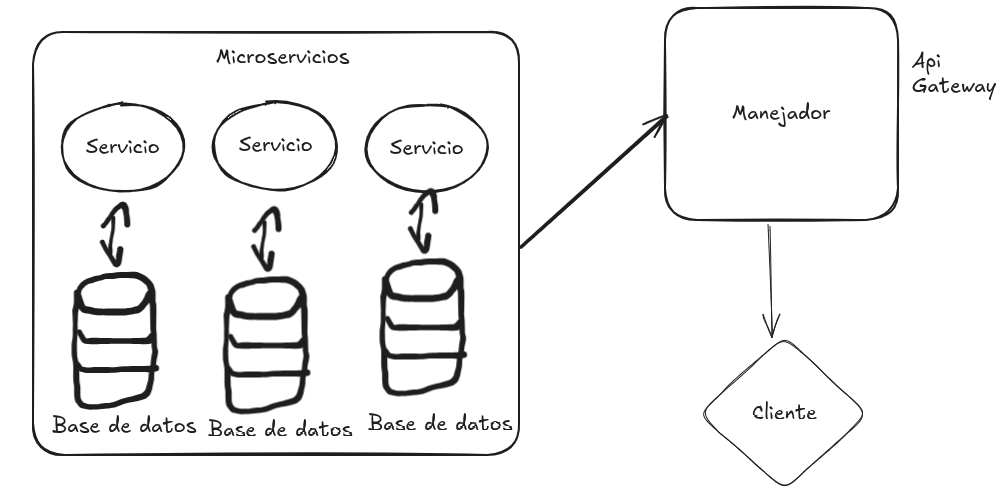 Microservicios
Servicio
Servicio
Servicio
Base de datos
Base de datos
Base de datos
Manejador
Api
Gateway
Cliente